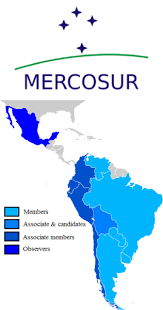 MERCOSUR
Members
Associate & candidates
Associate members
Observers